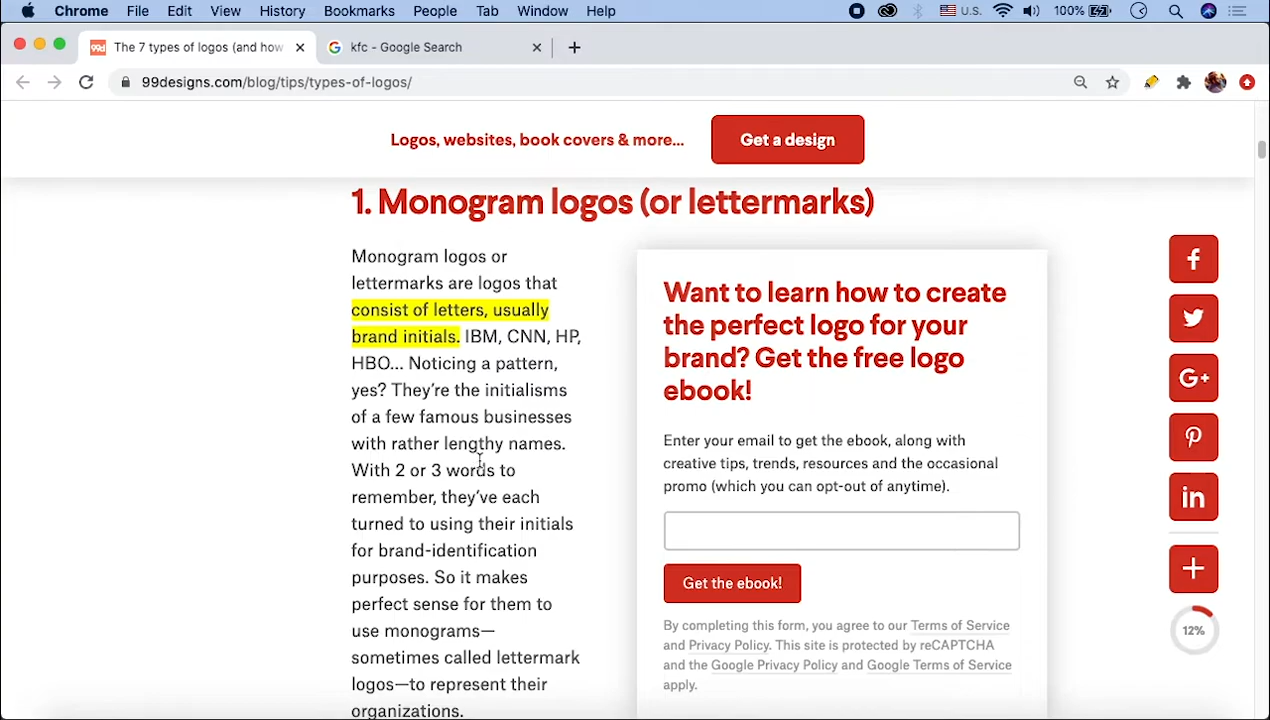 Chrome File Edit View History Bookmarks People Tab Window Help U.S. 100%
99d The 7 types of logos (and how kfc - Google Search
99designs.com/blog/tips/types-of-logos/
Logos, websites, book covers & more... Get a design
1. Monogram logos (or lettermarks)
Monogram logos or
lettermarks are logos that
consist of letters, usually
brand initials. IBM, CNN, HP,
HBO... Noticing a pattern,
yes? They’re the initialisms
of a few famous businesses
with rather lengthy names.
With 2 or 3 words to
remember, they’ve each
turned to using their initials
for brand-identification
purposes. So it makes
perfect sense for them to
use monograms—
sometimes called lettermark
logos—to represent their
organizations.
Want to learn how to create
the perfect logo for your
brand? Get the free logo
ebook!
Enter your email to get the ebook, along with
creative tips, trends, resources and the occasional
promo (which you can opt-out of anytime).
Get the ebook!
By completing this form, you agree to our Terms of Service
and Privacy Policy. This site is protected by reCAPTCHA
and the Google Privacy Policy and Google Terms of Service
apply.
f
G+
in
12%